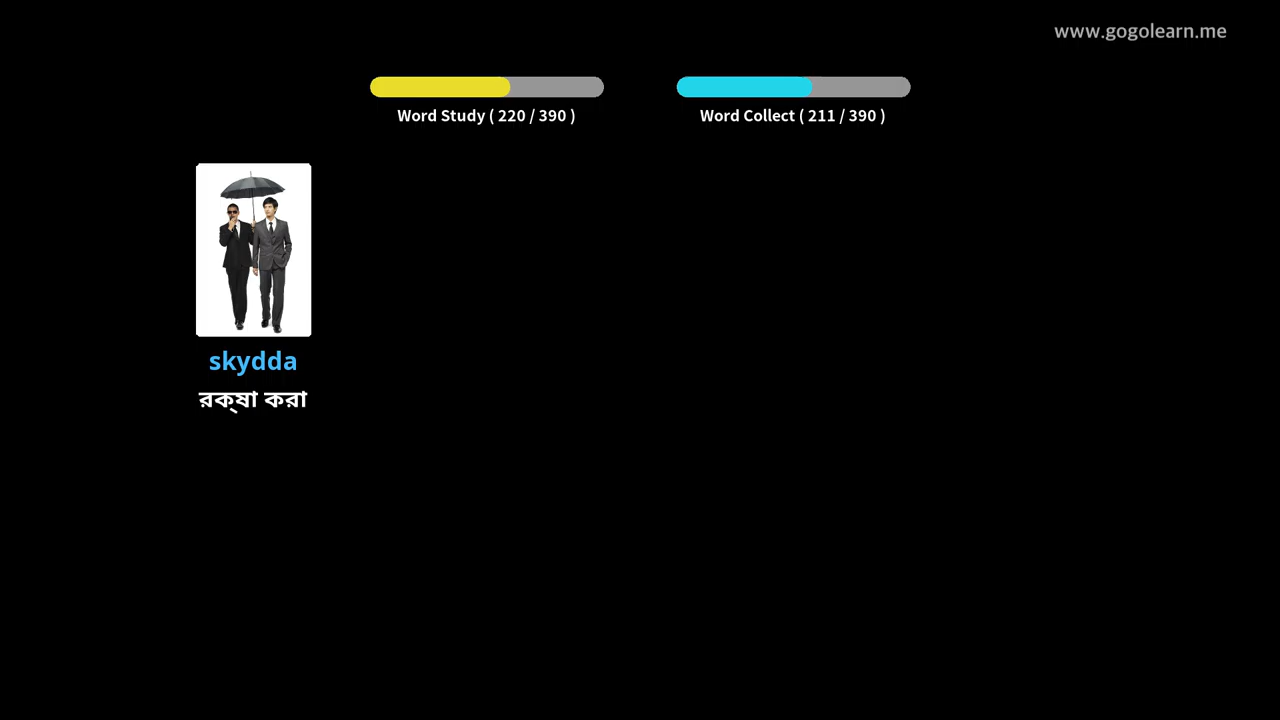 www.gogolearn.me
Word Study ( 220 / 390 )
Word Collect ( 211 / 390 )
skydda
রক্ষা করা